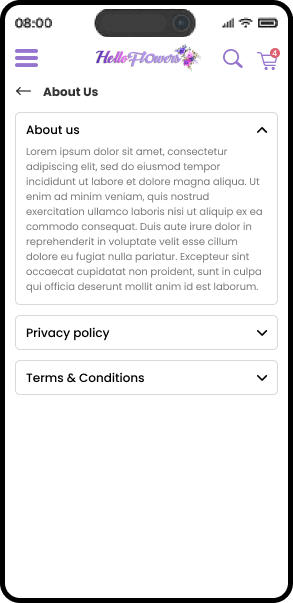 08:00
HelloFlowers
4
About Us
About us
Lorem ipsum dolor sit amet, consectetur
adipiscing elit, sed do eiusmod tempor
incididunt ut labore et dolore magna aliqua. Ut
enim ad minim veniam, quis nostrud
exercitation ullamco laboris nisi ut aliquip ex ea
commodo consequat. Duis aute irure dolor in
reprehenderit in voluptate velit esse cillum
dolore eu fugiat nulla pariatur. Excepteur sint
occaecat cupidatat non proident, sunt in culpa
qui officia deserunt mollit anim id est laborum.
Privacy policy
Terms & Conditions